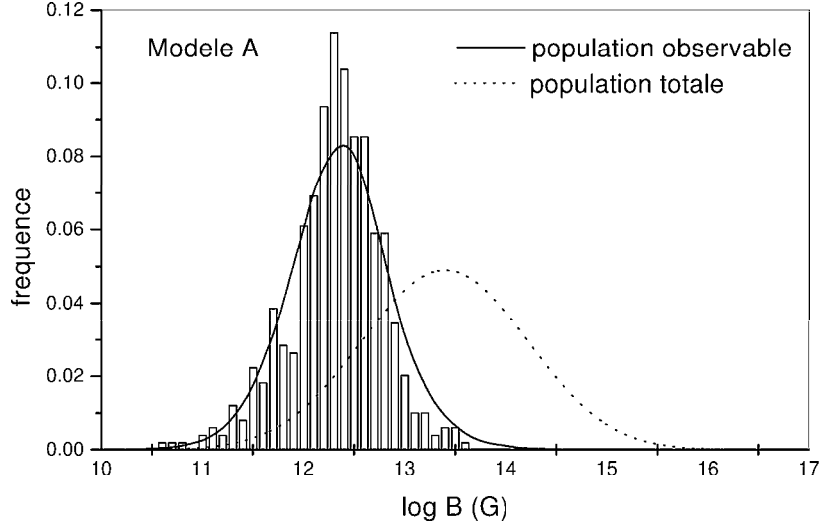 0.12
Modele A
population observable
population totale
0.10
0.08
0.06
0.04
0.02
0.00
frequence
10 11 12 13 14 15 16 17
log B (G)